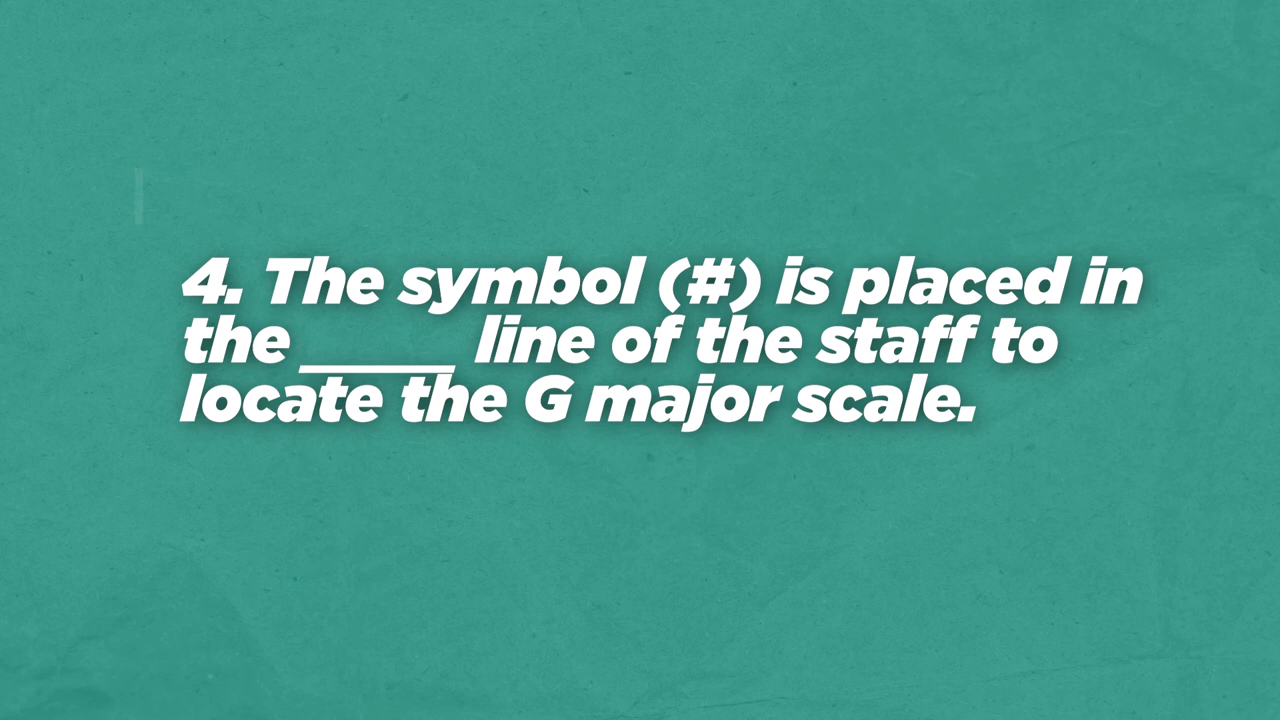 4. The symbol (#) is placed in
the _____ line of the staff to
locate the G major scale.